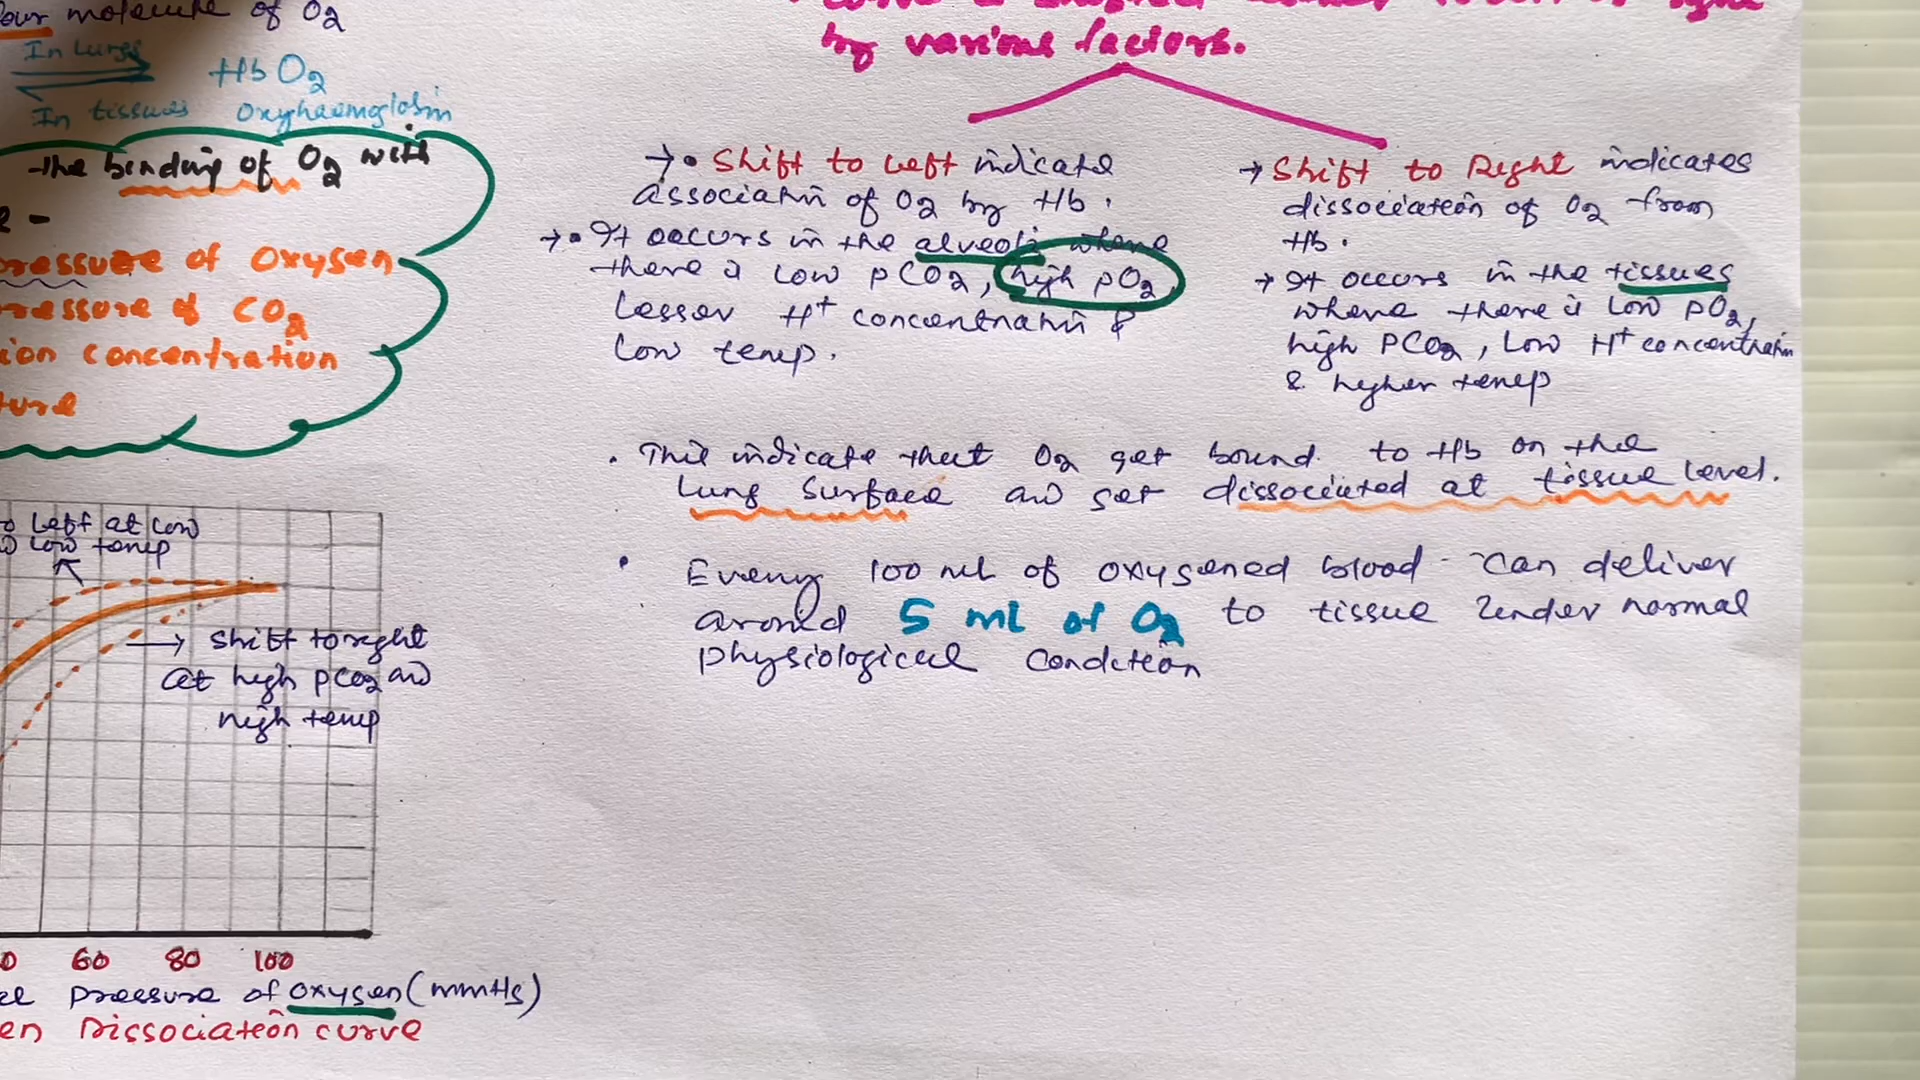 four molecule of O2
In Lungs
HbO2
In tissues Oxyhaemoglobin
the binding of O2 with
pressure of oxygen
pressure of CO2
ion concentration
ture
to Left at low
low temp
shift to right
at high pCO2 and
high temp
60 80 100
pressure of oxygen (mmHg)
en Dissociation curve
by various factors.
→ • Shift to Left indicate
association of O2 by Hb.
→ • It occurs in the alveoli where
there is low pCO2, high pO2
Lesser H+ concentration &
low temp.
→ Shift to Right indicates
dissociation of O2 from
Hb.
→ It occurs in the tissues
where there is low pO2,
high PCO2, Low H+ concentration
& higher temp
. This indicate that O2 get bound to Hb on the
Lung Surface and get dissociated at tissue level.
• Every 100 ml of oxygened blood can deliver
around 5 ml of O2 to tissue under normal
physiological condition